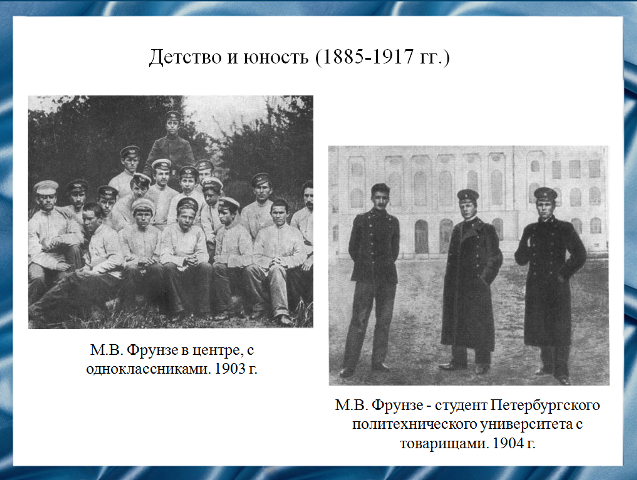 Детство и юность (1885-1917 гг.)
М.В. Фрунзе в центре, с
одноклассниками. 1903 г.
М.В. Фрунзе - студент Петербургского
политехнического университета с
товарищами. 1904 г.